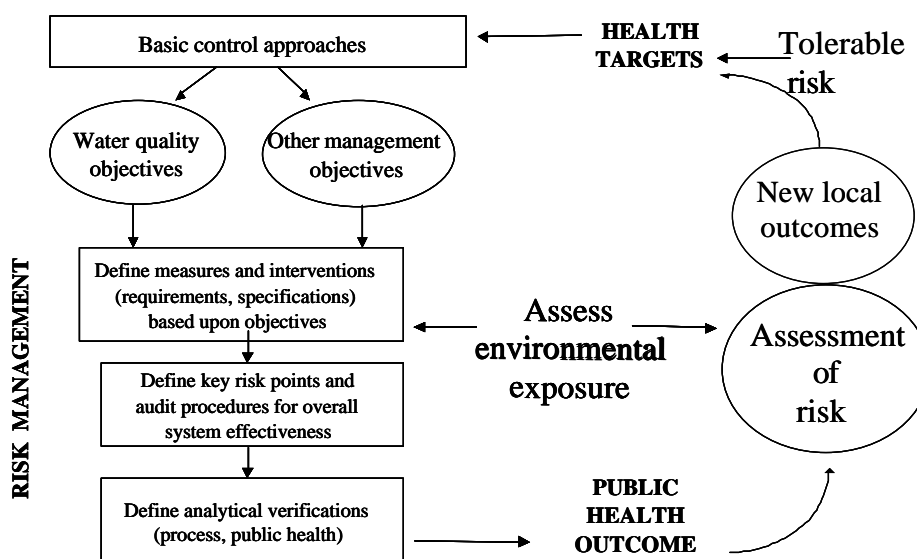 Basic control approaches
HEALTH
TARGETS
Tolerable
risk
Water quality
objectives
Other management
objectives
New local
outcomes
RISK MANAGEMENT
Define measures and interventions
(requirements, specifications)
based upon objectives
Assess
environmental
exposure
Assessment
of
risk
Define key risk points and
audit procedures for overall
system effectiveness
Define analytical verifications
(process, public health)
PUBLIC
HEALTH
OUTCOME